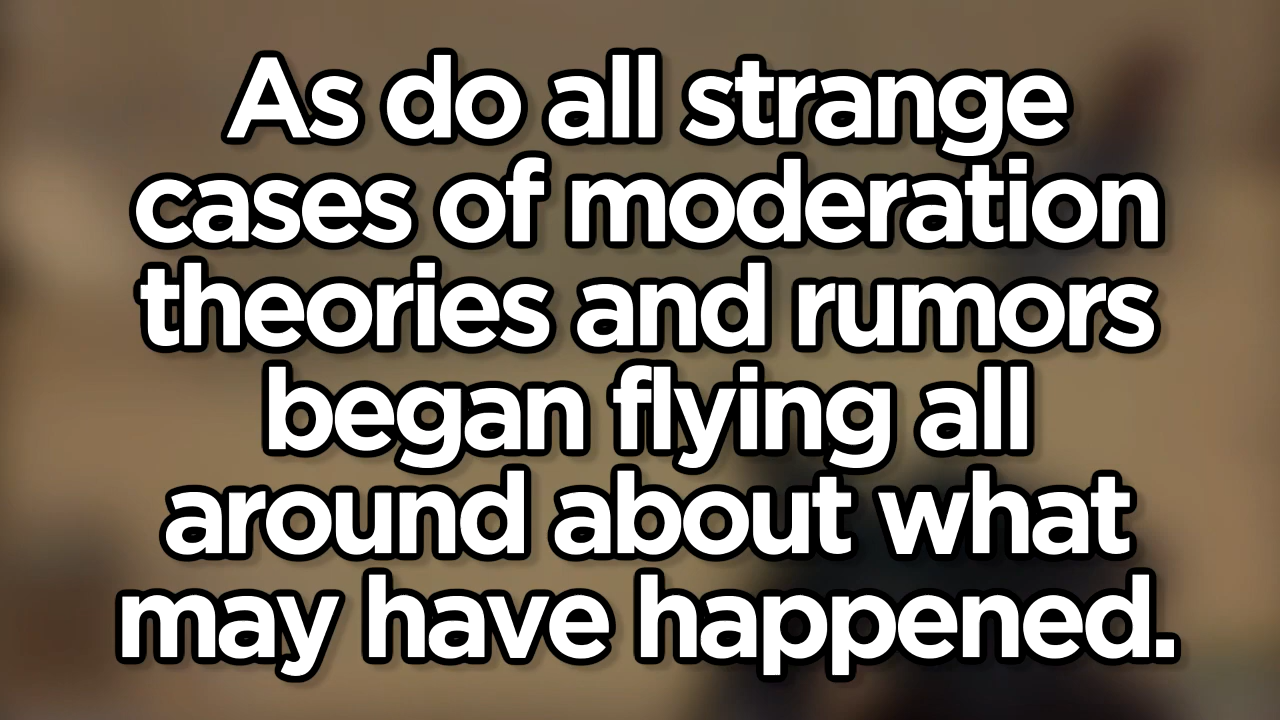 As do all strange
cases of moderation
theories and rumors
began flying all
around about what
may have happened.